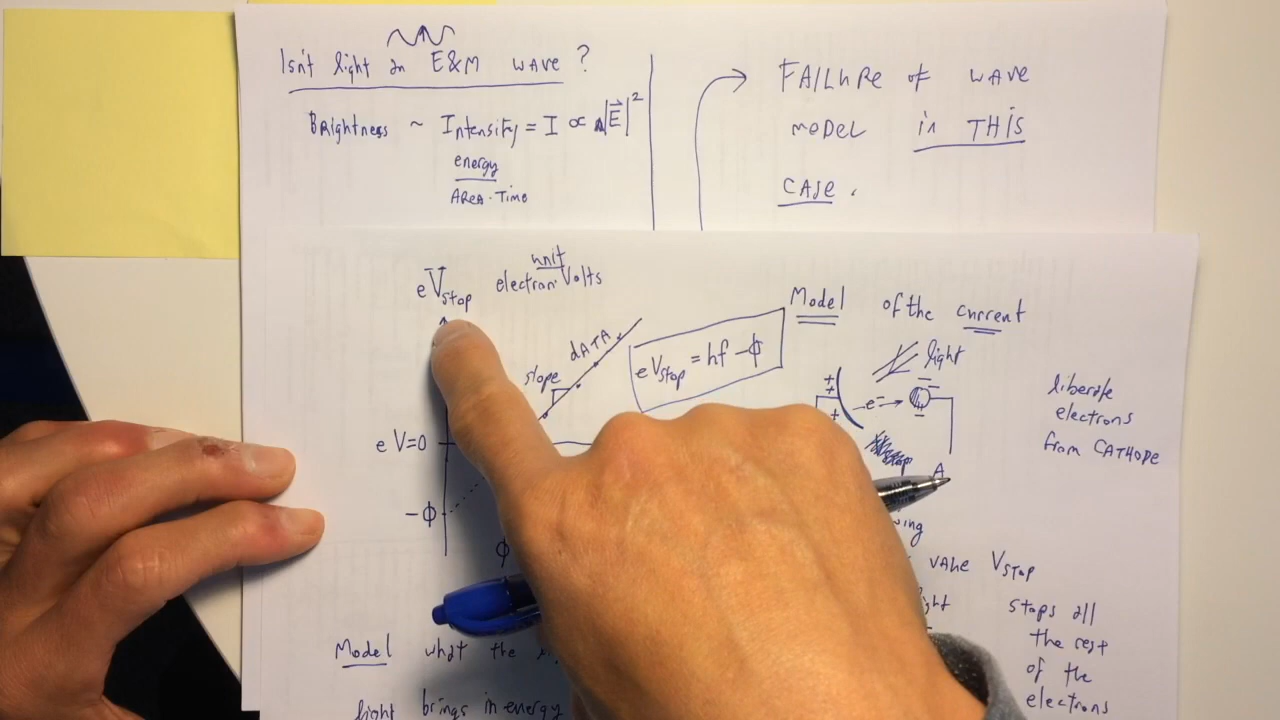 Isn't light an E&M wave?
Brightness ~ Intensity = I ∝ |E⃗|²
energy
Area·Time
FAILURE of wave
model in THIS
CASE.
eVstop
unit
electron·Volts
slope
dATA
eVstop = hf - ϕ
eV=0
-ϕ
ϕ
Model of the current
light
++
+
e⁻→
A
liberate
electrons
from CATHODE
Vstop
stops all
the rest
of the
electrons
Model what the
light brings in energy